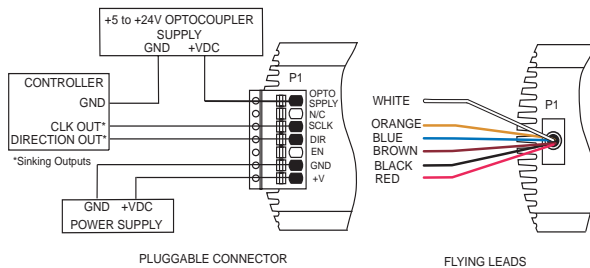 +5 to +24V OPTOCOUPLER
SUPPLY
GND +VDC
CONTROLLER
GND
CLK OUT*
DIRECTION OUT*
*Sinking Outputs
GND +VDC
POWER SUPPLY
P1
OPTO
SPPLY
N/C
SCLK
DIR
EN
GND
+V
PLUGGABLE CONNECTOR
WHITE
ORANGE
BLUE
BROWN
BLACK
RED
P1
FLYING LEADS